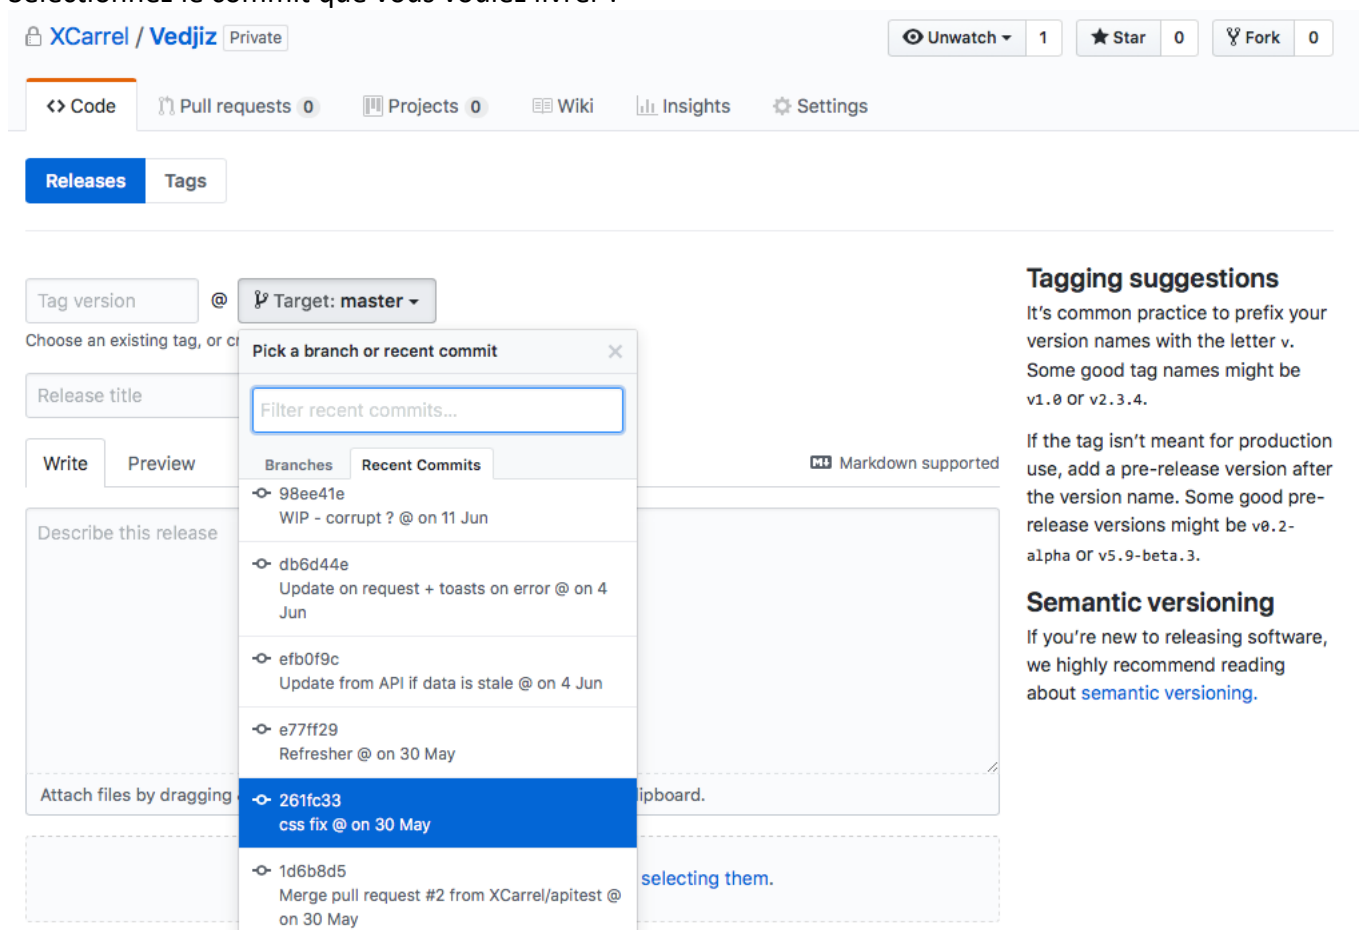 Sélectionnez le commit que vous voulez livrer :
XCarrel / Vedjiz Private
Unwatch 1 Star 0 Fork 0
Code Pull requests 0 Projects 0 Wiki Insights Settings
Releases Tags
Tag version @ Target: master
Choose an existing tag, or
Release title
Write Preview
Markdown supported
Describe this release
Attach files by dragging
ipboard.
selecting them.
Pick a branch or recent commit
Filter recent commits...
Branches Recent Commits
98ee41e
WIP - corrupt ? @ on 11 Jun
db6d44e
Update on request + toasts on error @ on 4
Jun
efb0f9c
Update from API if data is stale @ on 4 Jun
e77ff29
Refresher @ on 30 May
261fc33
css fix @ on 30 May
1d6b8d5
Merge pull request #2 from XCarrel/apitest @
on 30 May
Tagging suggestions
It's common practice to prefix your
version names with the letter v.
Some good tag names might be
v1.0 or v2.3.4.
If the tag isn't meant for production
use, add a pre-release version after
the version name. Some good pre-
release versions might be v0.2-
alpha or v5.9-beta.3.
Semantic versioning
If you're new to releasing software,
we highly recommend reading
about semantic versioning.